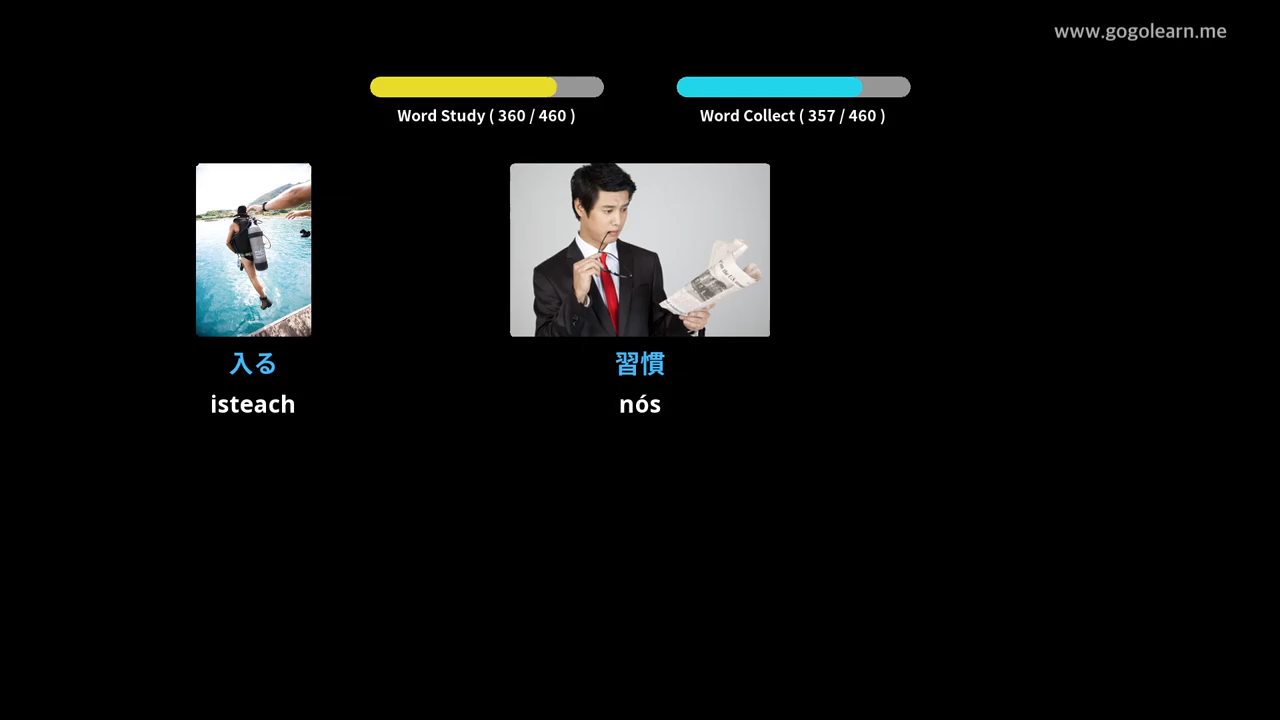 www.gogolearn.me
Word Study ( 360 / 460 )
Word Collect ( 357 / 460 )
入る
習慣
isteach
nós